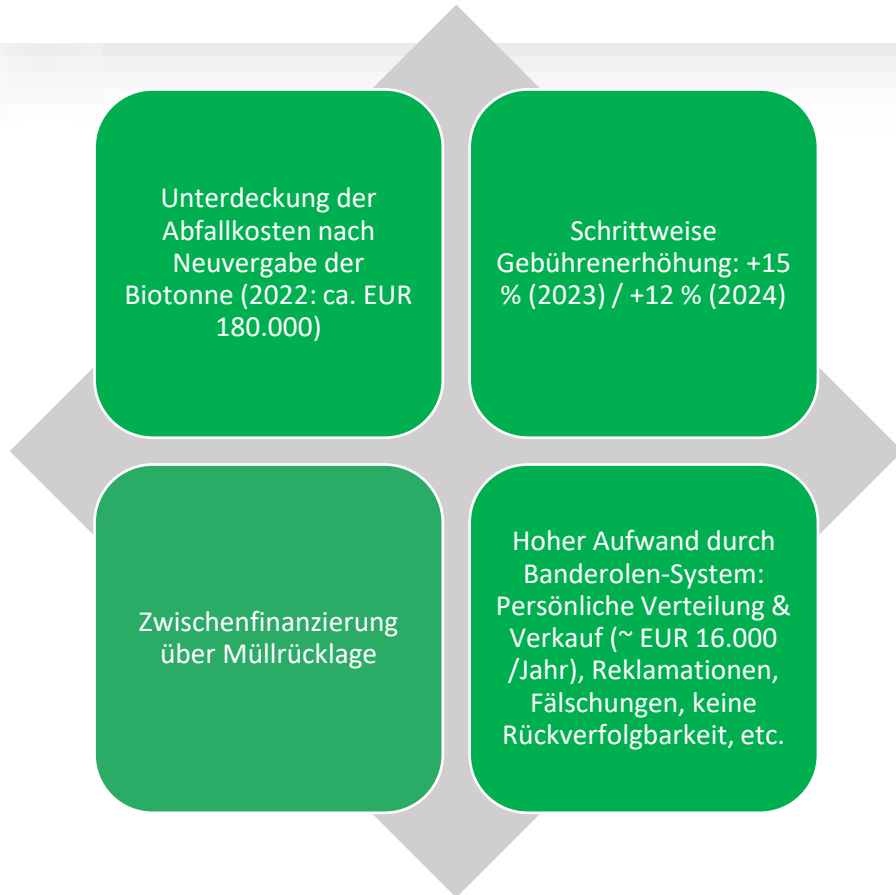 Unterdeckung der
Abfallkosten nach
Neuvergabe der
Biotonne (2022: ca. EUR
180.000)
Schrittweise
Gebührenerhöhung: +15
% (2023) / +12 % (2024)
Zwischenfinanzierung
über Müllrücklage
Hoher Aufwand durch
Banderolen-System:
Persönliche Verteilung &
Verkauf (~ EUR 16.000
/Jahr), Reklamationen,
Fälschungen, keine
Rückverfolgbarkeit, etc.